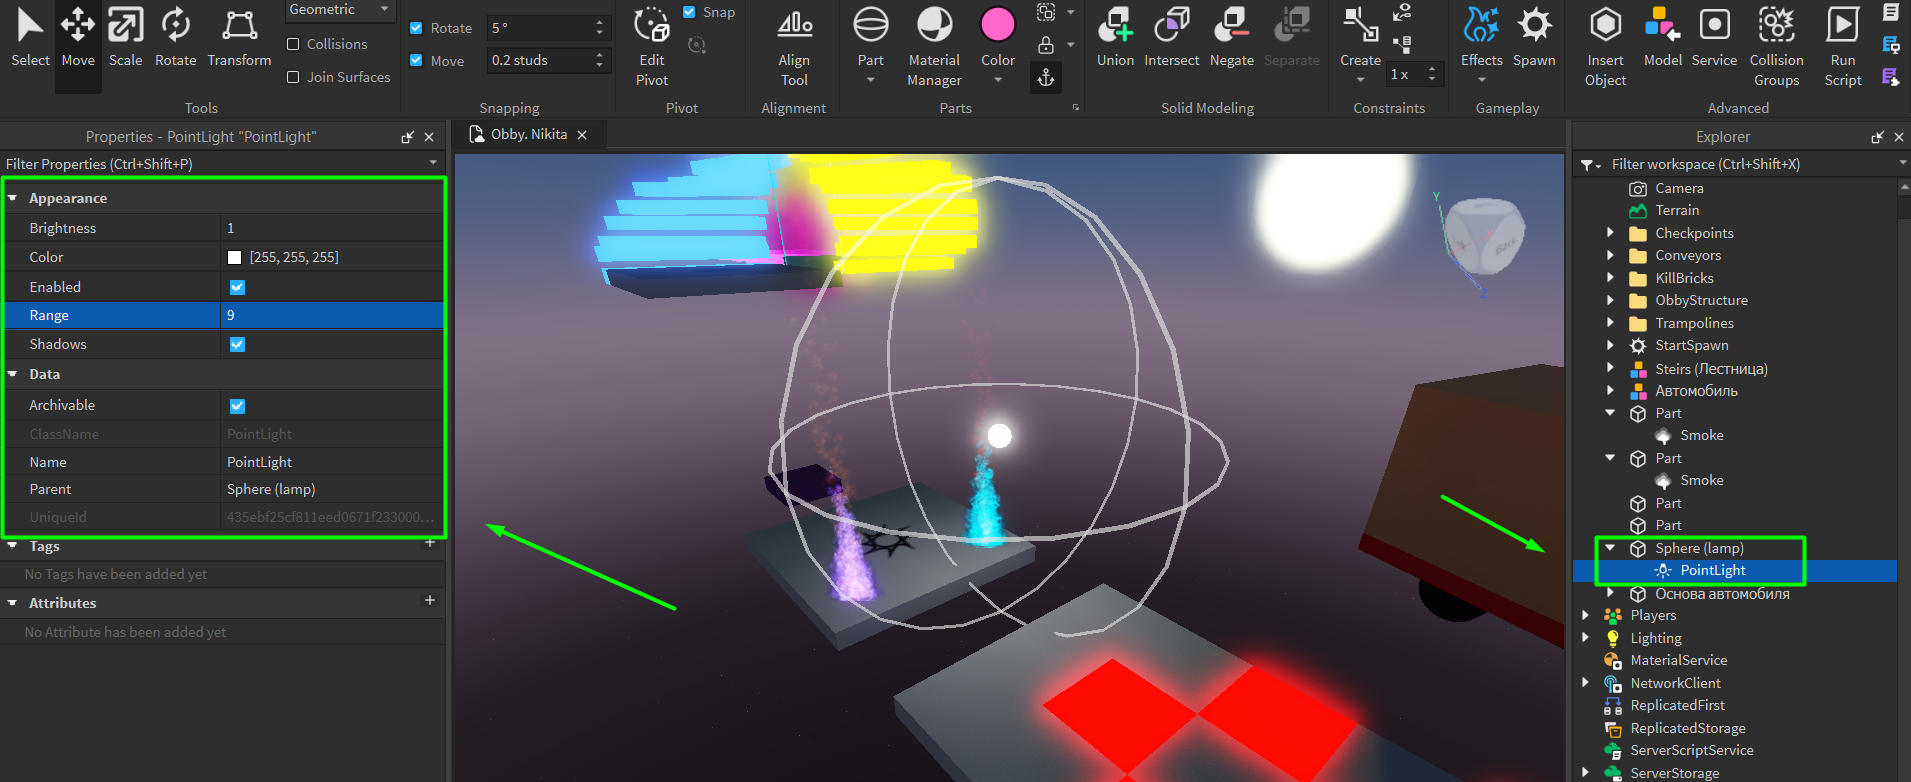 Geometric
Collisions
Join Surfaces
Select Move Scale Rotate Transform
Tools
Rotate 5 °
Move 0.2 studs
Snapping
Edit Pivot
Snap
Pivot
Align Tool
Alignment
Part
Material Manager
Color
Parts
Union Intersect Negate Separate
Solid Modeling
Create
1 x
Constraints
Effects Spawn
Gameplay
Insert Object
Model Service
Collision Groups
Run Script
Advanced
Properties - PointLight "PointLight"
Filter Properties (Ctrl+Shift+P)
Appearance
Brightness 1
Color [255, 255, 255]
Enabled
Range 9
Shadows
Data
Archivable
ClassName PointLight
Name PointLight
Parent Sphere (lamp)
UniqueId 435ebf25cf811eed0671f233000...
Tags
No Tags have been added yet
Attributes
No Attribute has been added yet
Obby. Nikita
Y
Back
Z
Explorer
Filter workspace (Ctrl+Shift+X)
Camera
Terrain
Checkpoints
Conveyors
KillBricks
ObbyStructure
Trampolines
StartSpawn
Steirs (Лестница)
Автомобиль
Part
Smoke
Part
Smoke
Part
Part
Sphere (lamp)
PointLight
Основа автомобиля
Players
Lighting
MaterialService
NetworkClient
ReplicatedFirst
ReplicatedStorage
ServerScriptService
ServerStorage